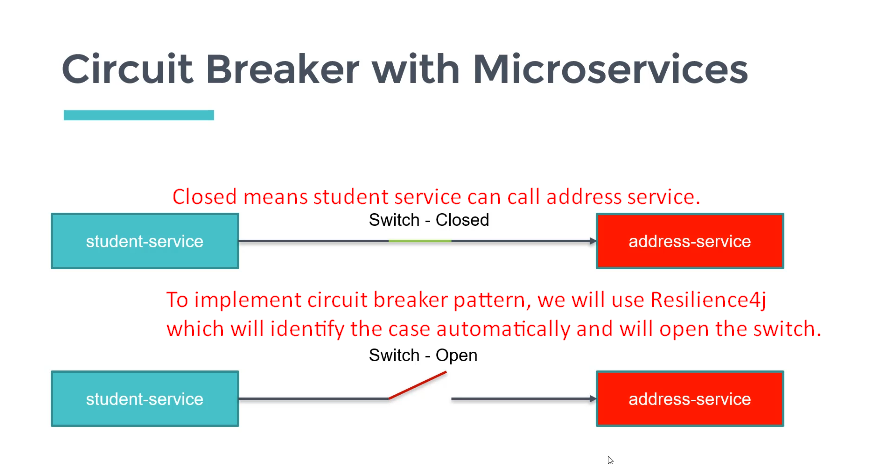 Circuit Breaker with Microservices
Closed means student service can call address service.
Switch - Closed
student-service
address-service
To implement circuit breaker pattern, we will use Resilience4j
which will identify the case automatically and will open the switch.
Switch - Open
student-service
address-service